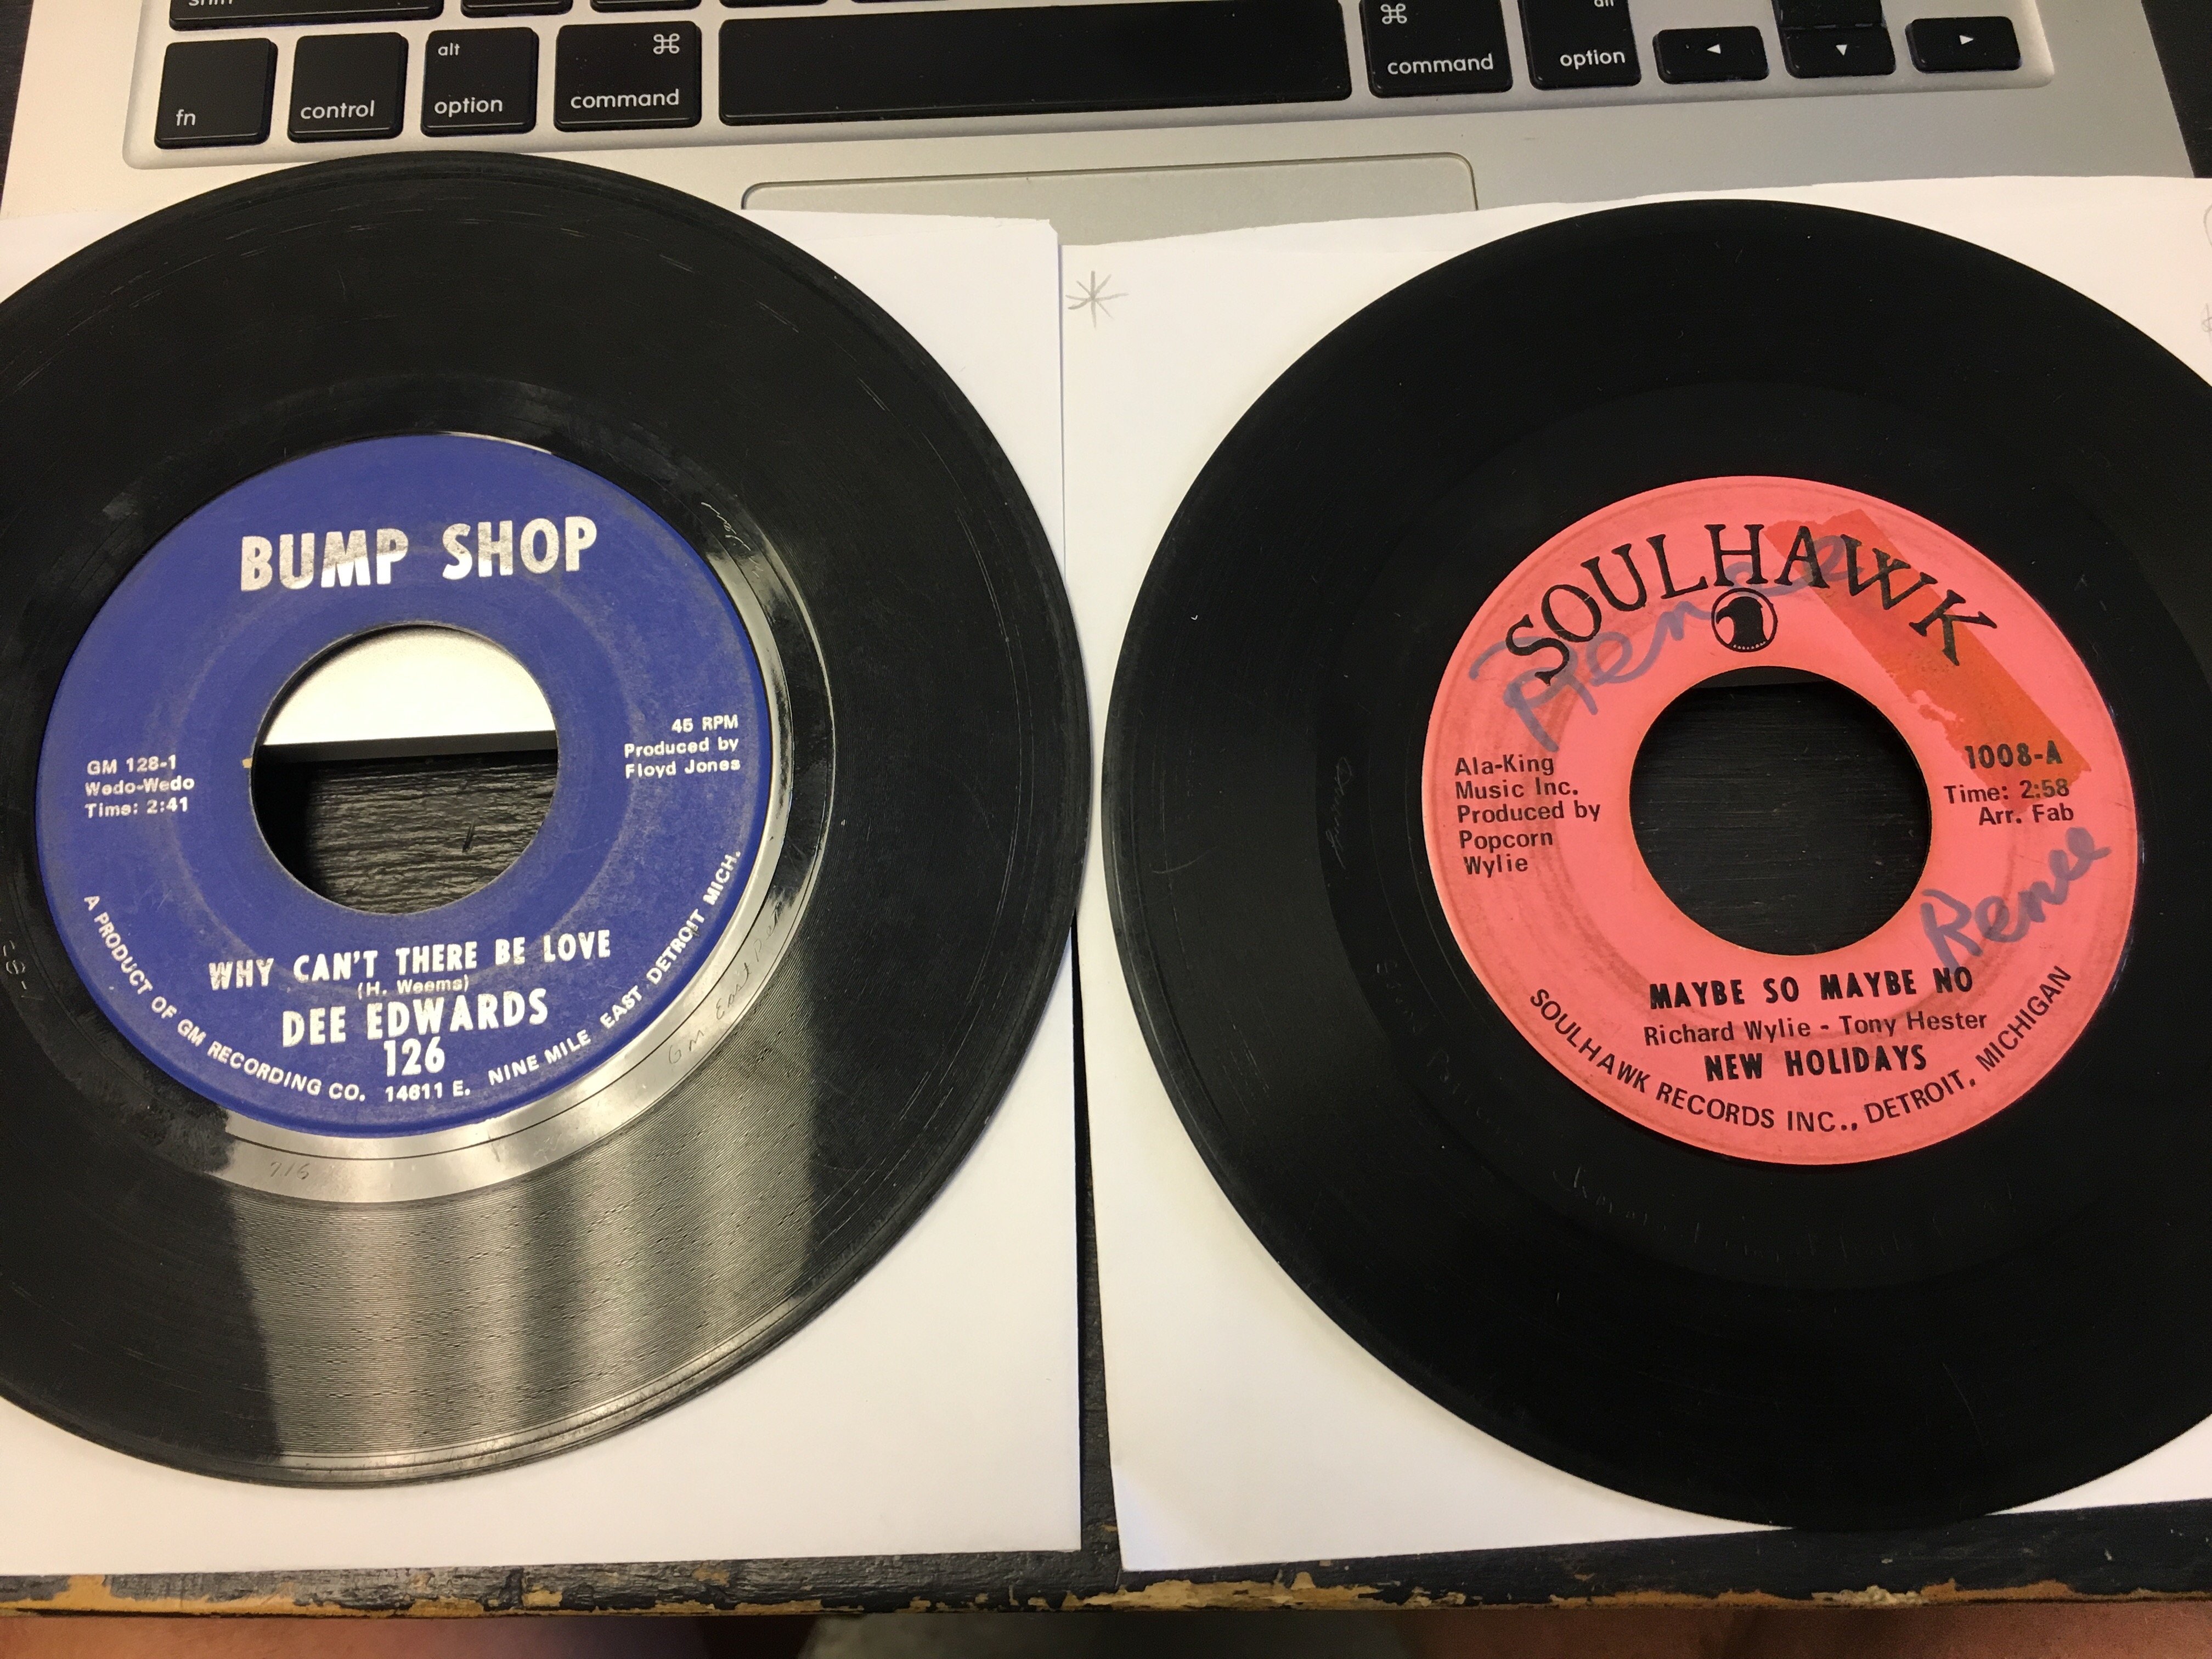 shift
fn
control
alt
option
⌘
command
⌘
command
alt
option
◄
▼
►
BUMP SHOP
GM 128-1
Wedo-Wedo
Time: 2:41
45 RPM
Produced by
Floyd Jones
WHY CAN'T THERE BE LOVE
(H. Weems)
DEE EDWARDS
126
A PRODUCT OF GM RECORDING CO. 14611 E. NINE MILE EAST DETROIT MICH.
SOULHAWK
Renee
Ala-King
Music Inc.
Produced by
Popcorn
Wylie
1008-A
Time: 2:58
Arr. Fab
Renee
MAYBE SO MAYBE NO
Richard Wylie - Tony Hester
NEW HOLIDAYS
SOULHAWK RECORDS INC., DETROIT, MICHIGAN